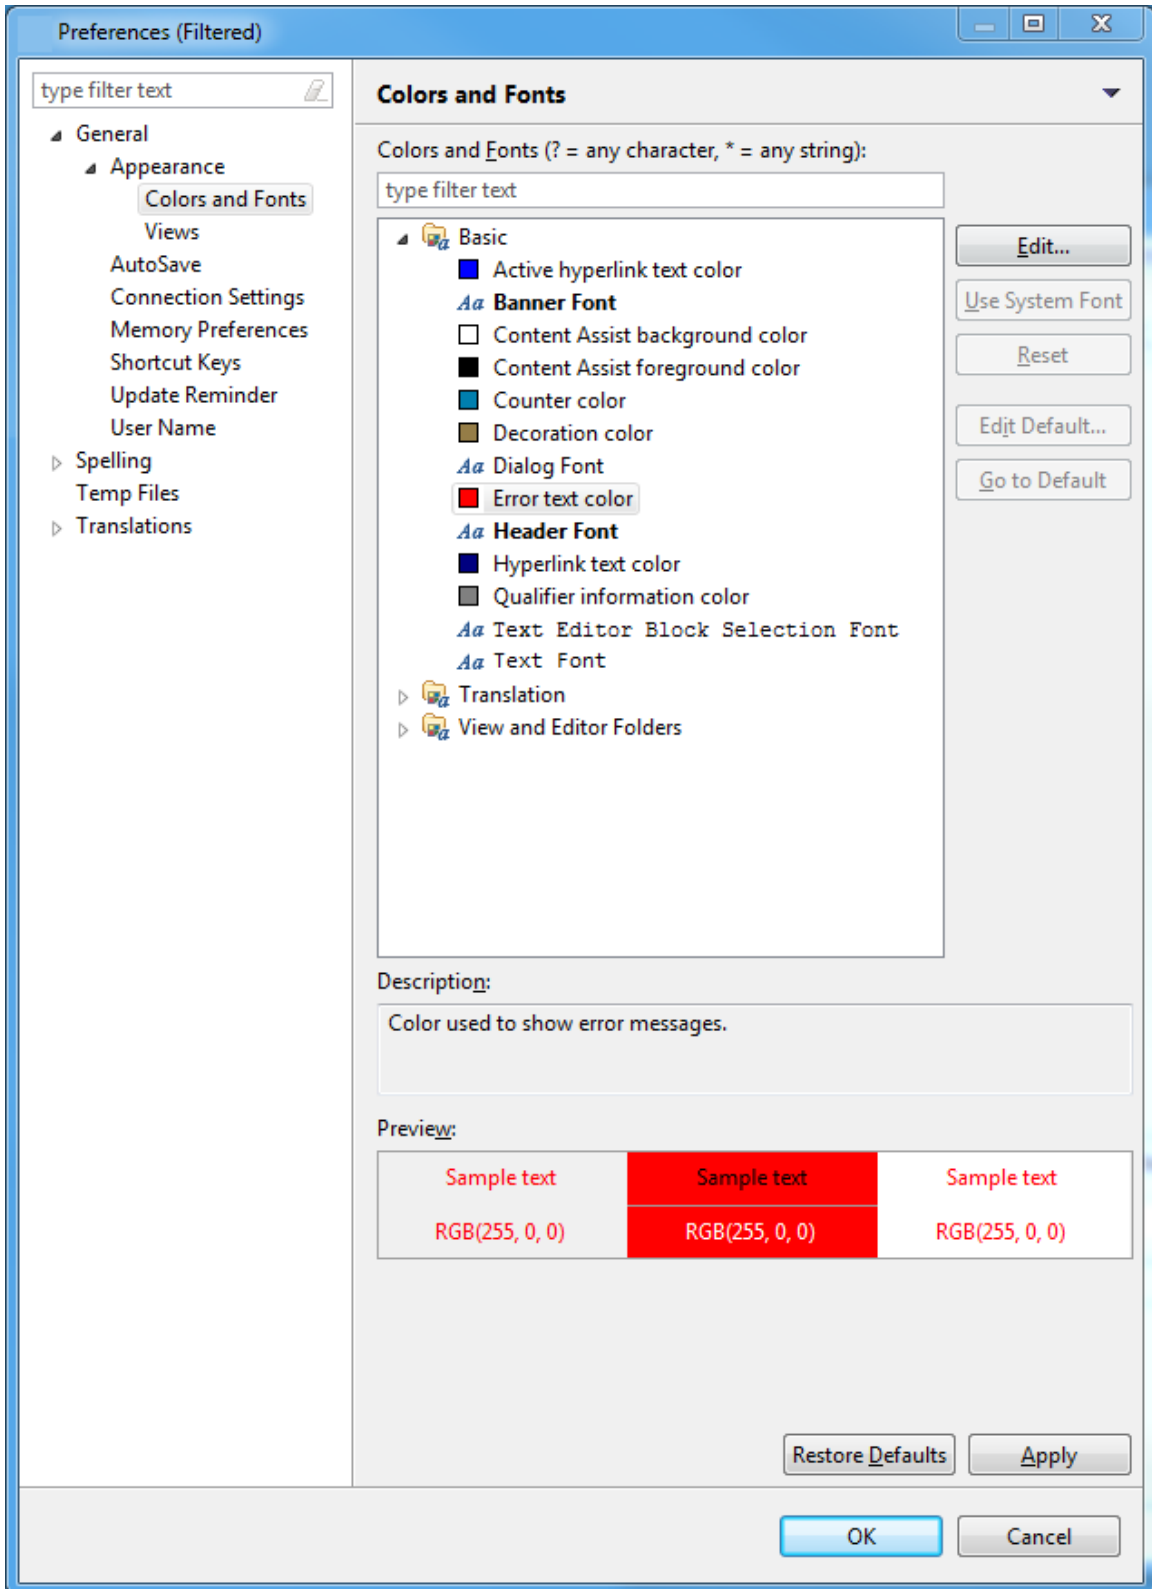 Preferences (Filtered)
type filter text
General
Appearance
Colors and Fonts
Views
AutoSave
Connection Settings
Memory Preferences
Shortcut Keys
Update Reminder
User Name
Spelling
Temp Files
Translations
Colors and Fonts
Colors and Fonts (? = any character, * = any string):
type filter text
Basic
Active hyperlink text color
Aa Banner Font
Content Assist background color
Content Assist foreground color
Counter color
Decoration color
Aa Dialog Font
Error text color
Aa Header Font
Hyperlink text color
Qualifier information color
Aa Text Editor Block Selection Font
Aa Text Font
Translation
View and Editor Folders
Edit...
Use System Font
Reset
Edit Default...
Go to Default
Description:
Color used to show error messages.
Preview:
Sample text Sample text Sample text
RGB(255, 0, 0) RGB(255, 0, 0) RGB(255, 0, 0)
Restore Defaults Apply
OK Cancel